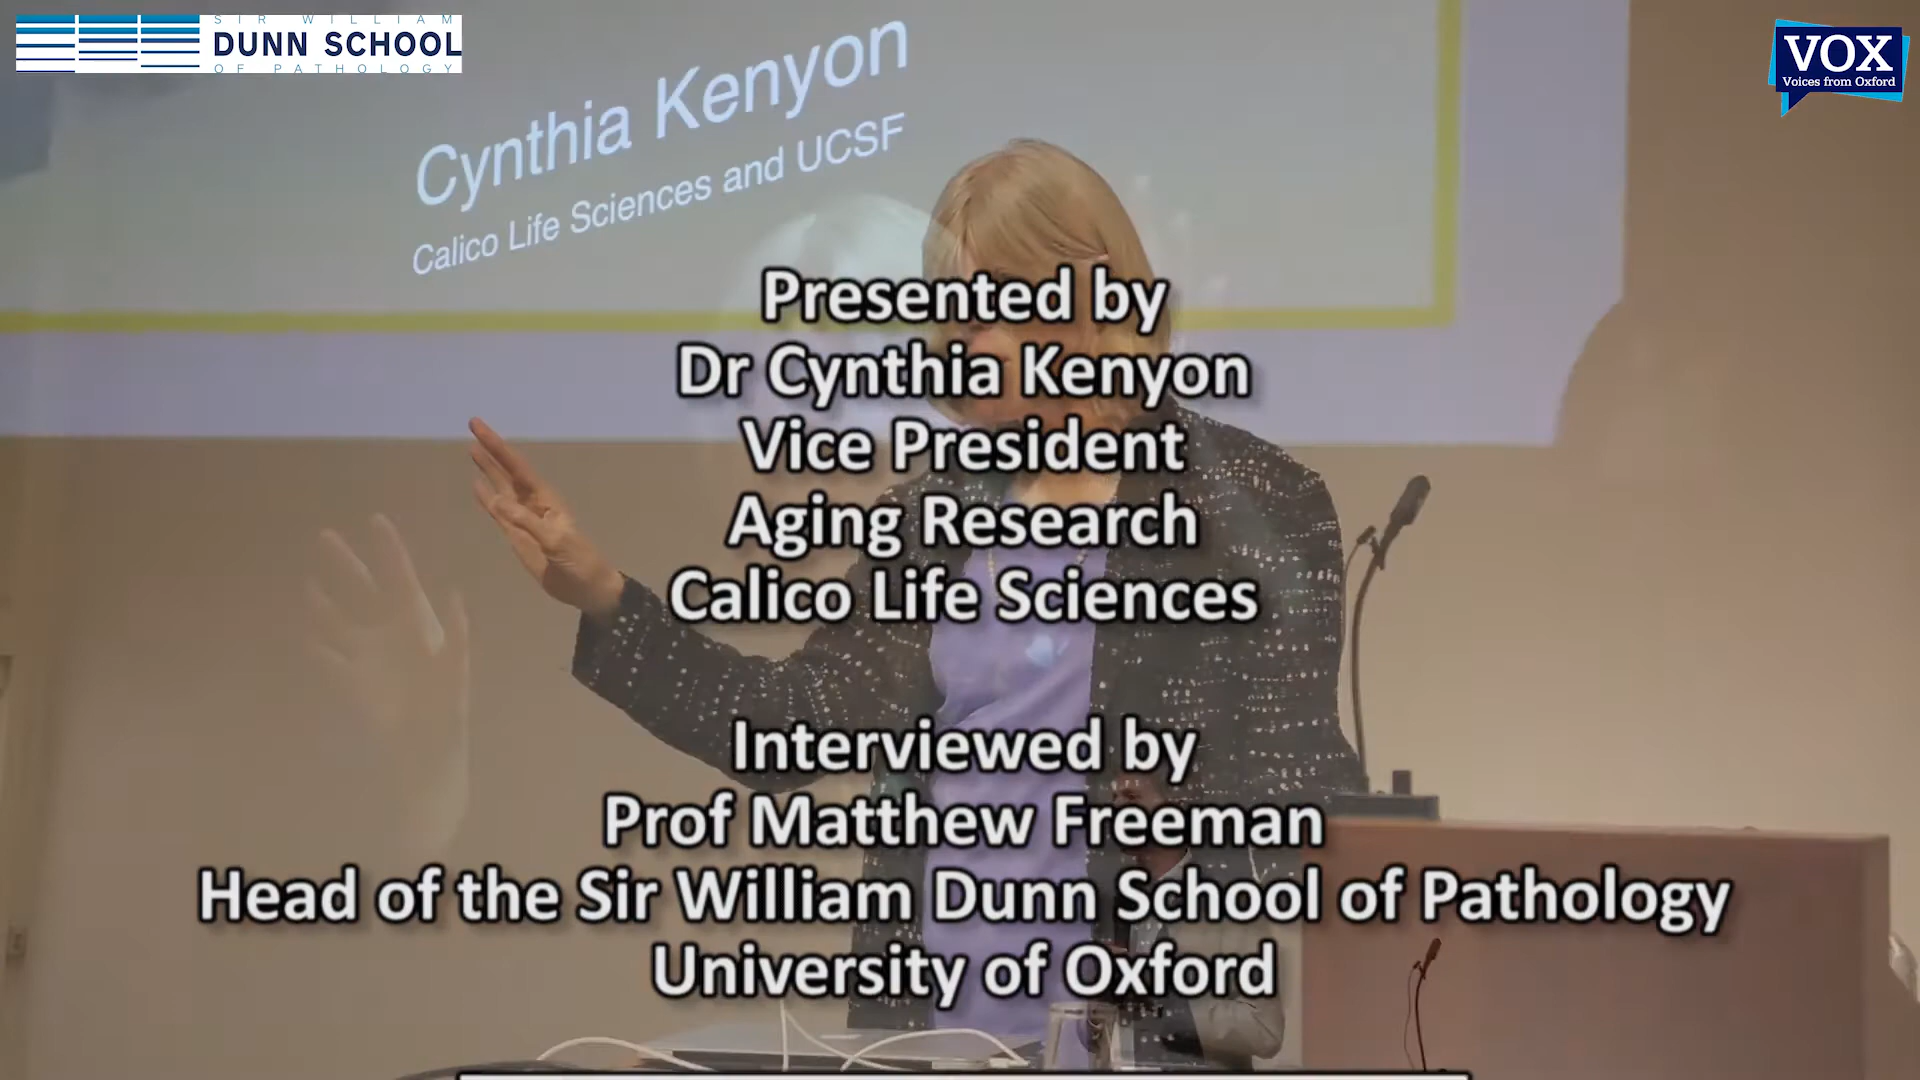 SIR WILLIAM
DUNN SCHOOL
OF PATHOLOGY
VOX
Voices from Oxford
Cynthia Kenyon
Calico Life Sciences and UCSF
Presented by
Dr Cynthia Kenyon
Vice President
Aging Research
Calico Life Sciences
Interviewed by
Prof Matthew Freeman
Head of the Sir William Dunn School of Pathology
University of Oxford